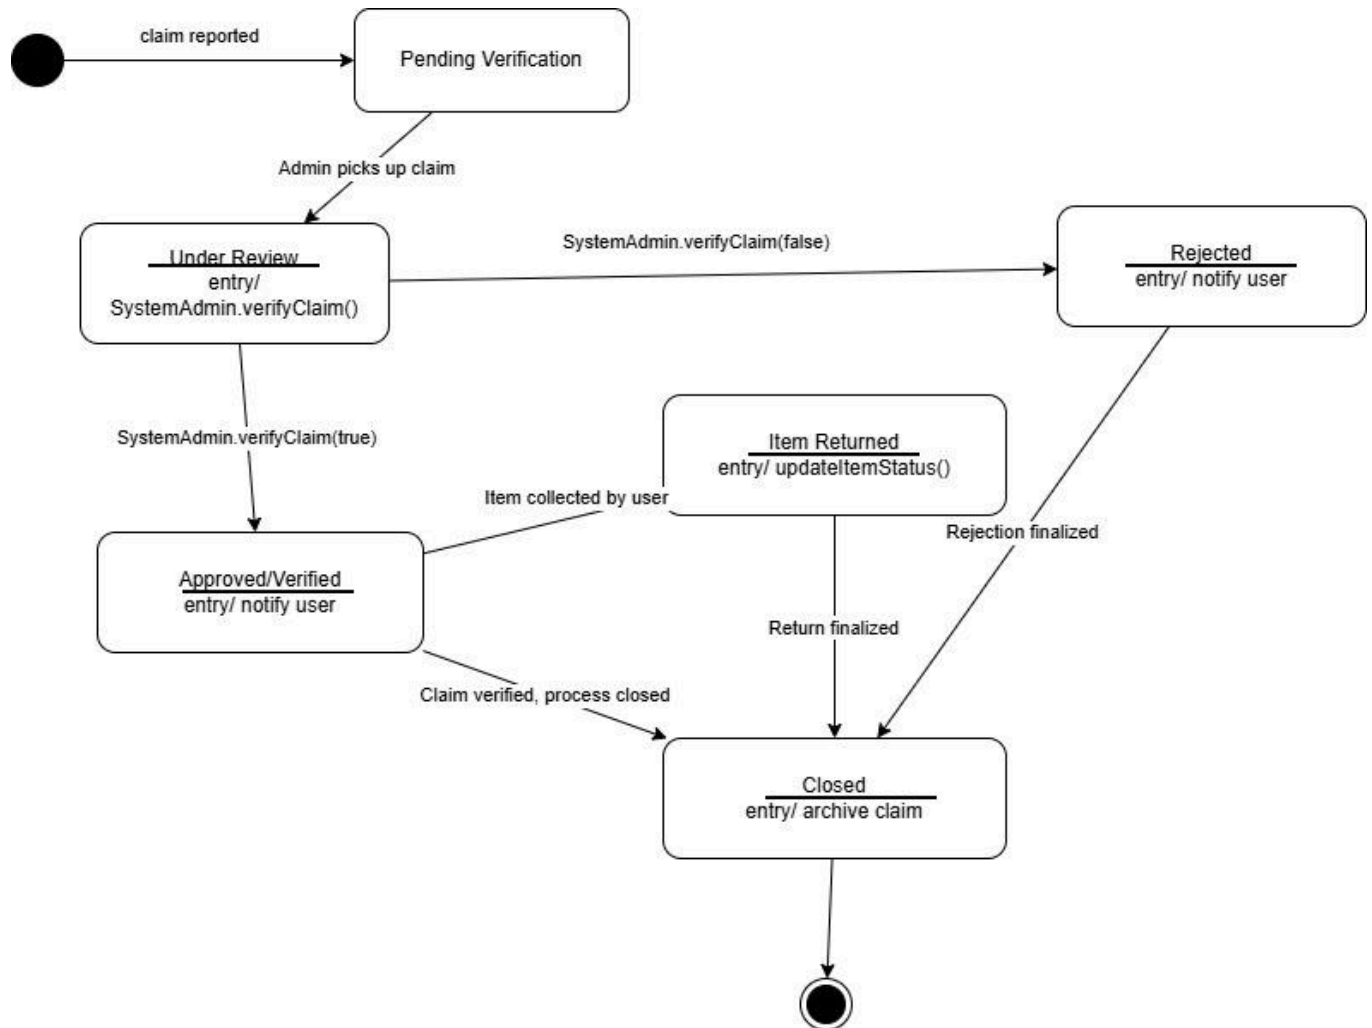 claim reported
Pending Verification
Admin picks up claim
Under Review
entry/
SystemAdmin.verifyClaim()
SystemAdmin.verifyClaim(false)
Rejected
entry/ notify user
SystemAdmin.verifyClaim(true)
Item Returned
entry/ updateItemStatus()
Item collected by user
Rejection finalized
Approved/Verified
entry/ notify user
Return finalized
Claim verified, process closed
Closed
entry/ archive claim